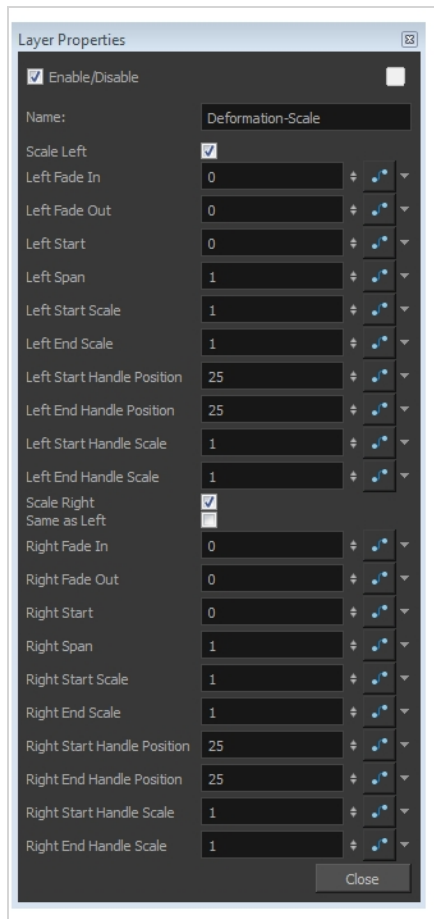 Layer Properties
Enable/Disable
Name: Deformation-Scale
Scale Left
Left Fade In 0
Left Fade Out 0
Left Start 0
Left Span 1
Left Start Scale 1
Left End Scale 1
Left Start Handle Position 25
Left End Handle Position 25
Left Start Handle Scale 1
Left End Handle Scale 1
Scale Right
Same as Left
Right Fade In 0
Right Fade Out 0
Right Start 0
Right Span 1
Right Start Scale 1
Right End Scale 1
Right Start Handle Position 25
Right End Handle Position 25
Right Start Handle Scale 1
Right End Handle Scale 1
Close